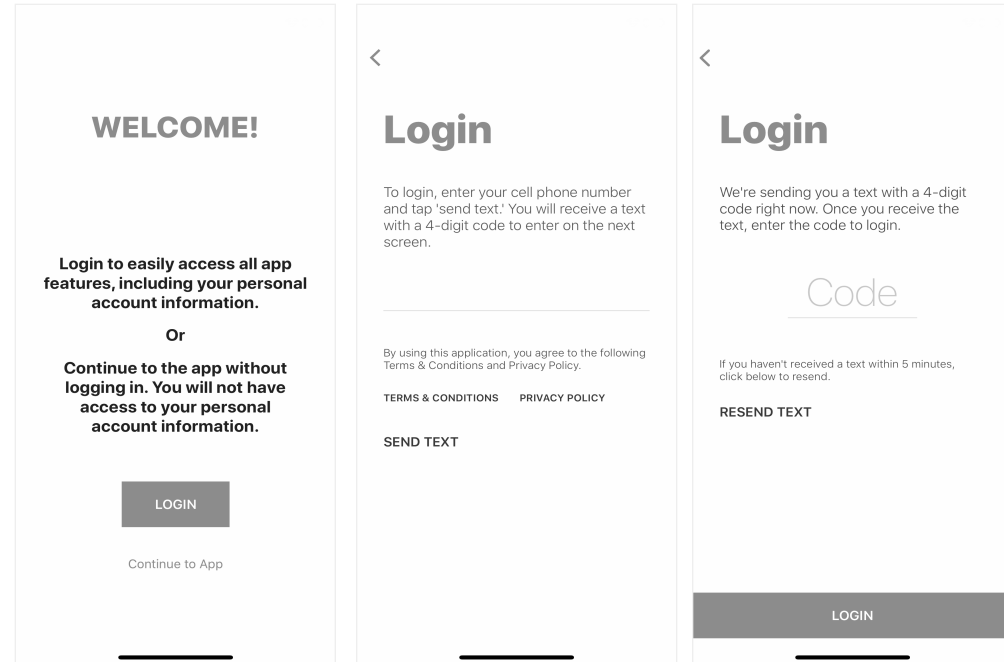 WELCOME!
Login to easily access all app
features, including your personal
account information.
Or
Continue to the app without
logging in. You will not have
access to your personal
account information.
LOGIN
Continue to App
Login
To login, enter your cell phone number
and tap 'send text.' You will receive a text
with a 4-digit code to enter on the next
screen.
By using this application, you agree to the following
Terms & Conditions and Privacy Policy.
TERMS & CONDITIONS PRIVACY POLICY
SEND TEXT
Login
We're sending you a text with a 4-digit
code right now. Once you receive the
text, enter the code to login.
Code
If you haven't received a text within 5 minutes,
click below to resend.
RESEND TEXT
LOGIN